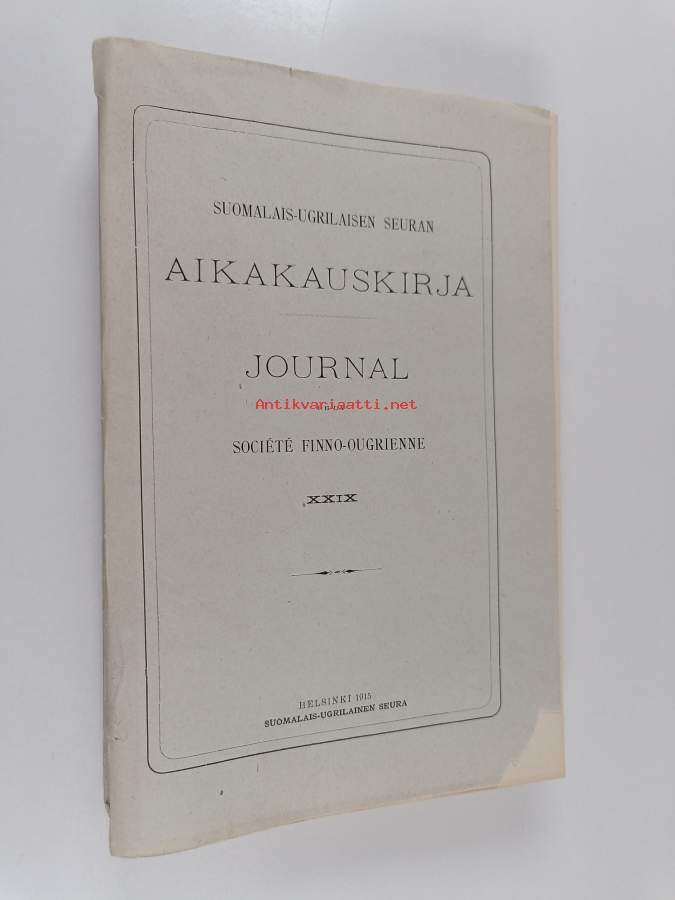 SUOMALAIS-UGRILAISEN SEURAN
AIKAKAUSKIRJA
JOURNAL
Antikvariaatti.net
SOCIÉTÉ FINNO-OUGRIENNE
XXIX
HELSINKI 1915
SUOMALAIS-UGRILAINEN SEURA